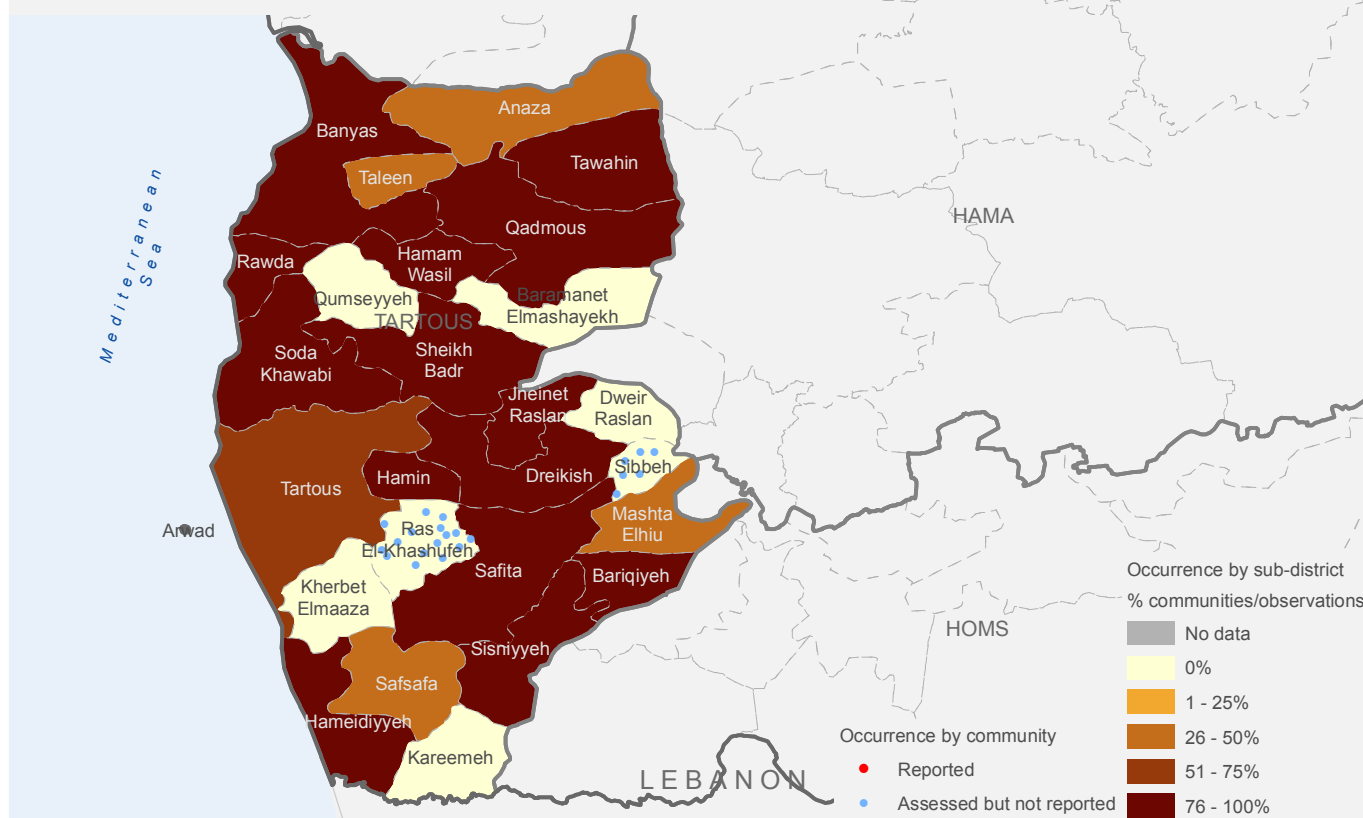 Anaza
Banyas
Tawahin
Taleen
Mediterranean
Sea
HAMA
Qadmous
Hamam
Wasil
Rawda
Qumseyyeh
Baramanet
Elmashayekh
TARTOUS
Sheikh
Badr
Soda
Khawabi
Jneinet
Raslan
Dweir
Raslan
Sibbeh
Hamin
Dreikish
Tartous
Mashta
Elhiu
Arwad
Ras
El-Khashufeh
Safita
Bariqiyeh
Kherbet
Elmaaza
HOMS
Sisniyyeh
Safsafa
Hameidiyyeh
Kareemeh
LEBANON
Occurrence by community
Reported
Assessed but not reported
Occurrence by sub-district
% communities/observations
No data
0%
1 - 25%
26 - 50%
51 - 75%
76 - 100%